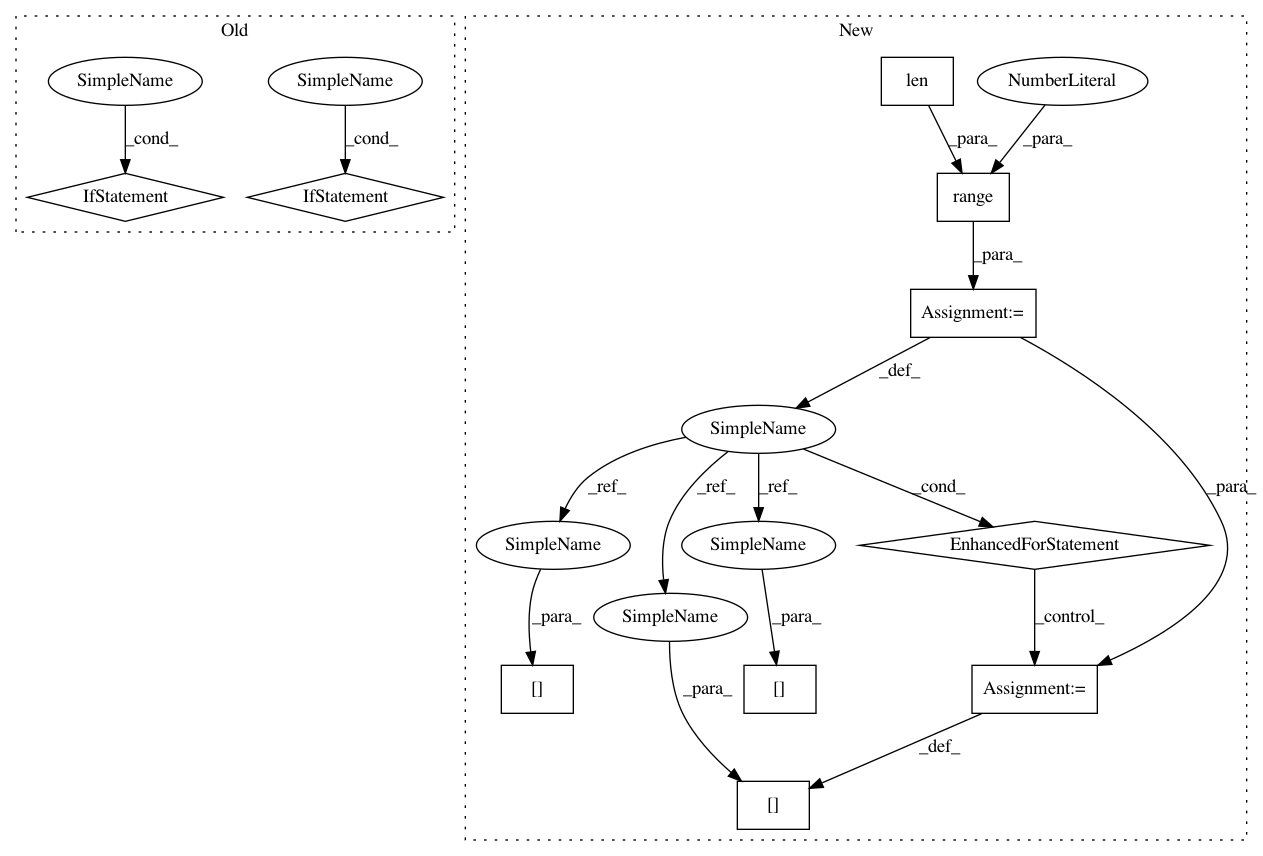 Old
New
SimpleName
SimpleName
len
NumberLiteral
_cond_
_cond_
_para_
_para_
IfStatement
IfStatement
range
_para_
Assignment:=
_def_
SimpleName
_ref_
_ref_
_ref_
_cond_
_para_
SimpleName
SimpleName
EnhancedForStatement
SimpleName
_para_
_para_
_control_
_para_
[]
[]
Assignment:=
_def_
[]